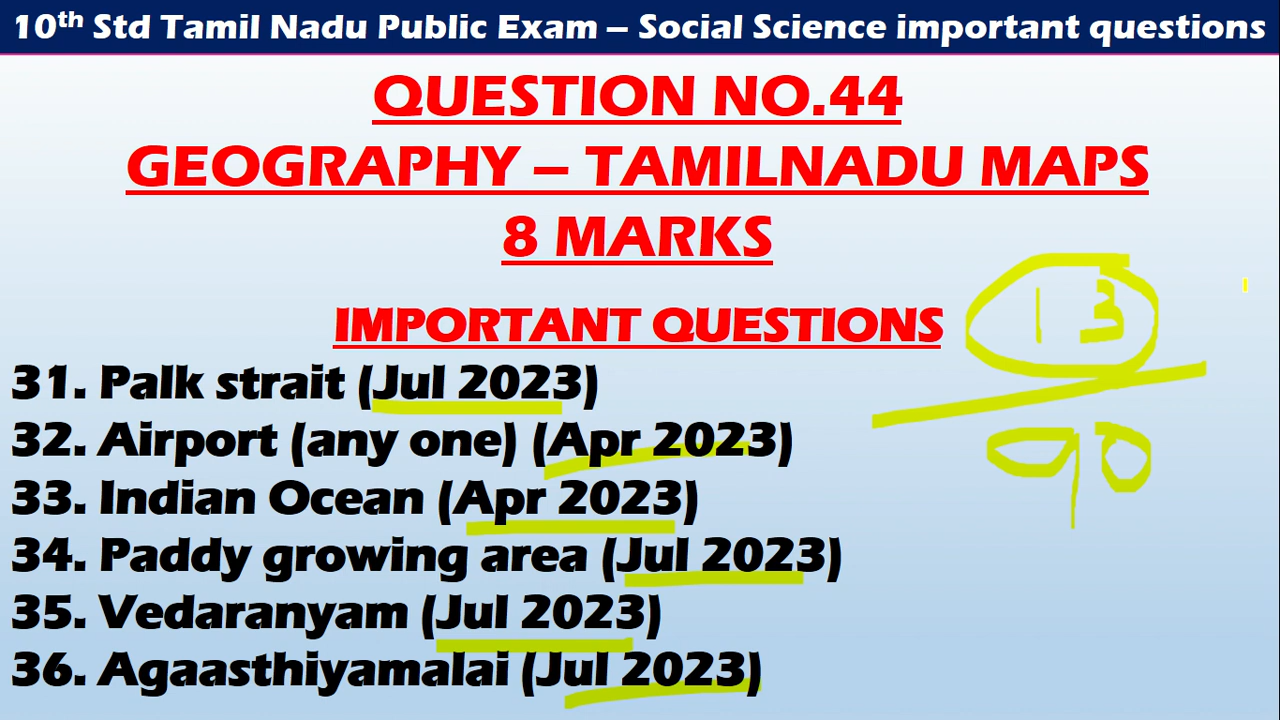 10th Std Tamil Nadu Public Exam – Social Science important questions
QUESTION NO.44
GEOGRAPHY – TAMILNADU MAPS
8 MARKS
IMPORTANT QUESTIONS
13
90
31. Palk strait (Jul 2023)
32. Airport (any one) (Apr 2023)
33. Indian Ocean (Apr 2023)
34. Paddy growing area (Jul 2023)
35. Vedaranyam (Jul 2023)
36. Agaasthiyamalai (Jul 2023)